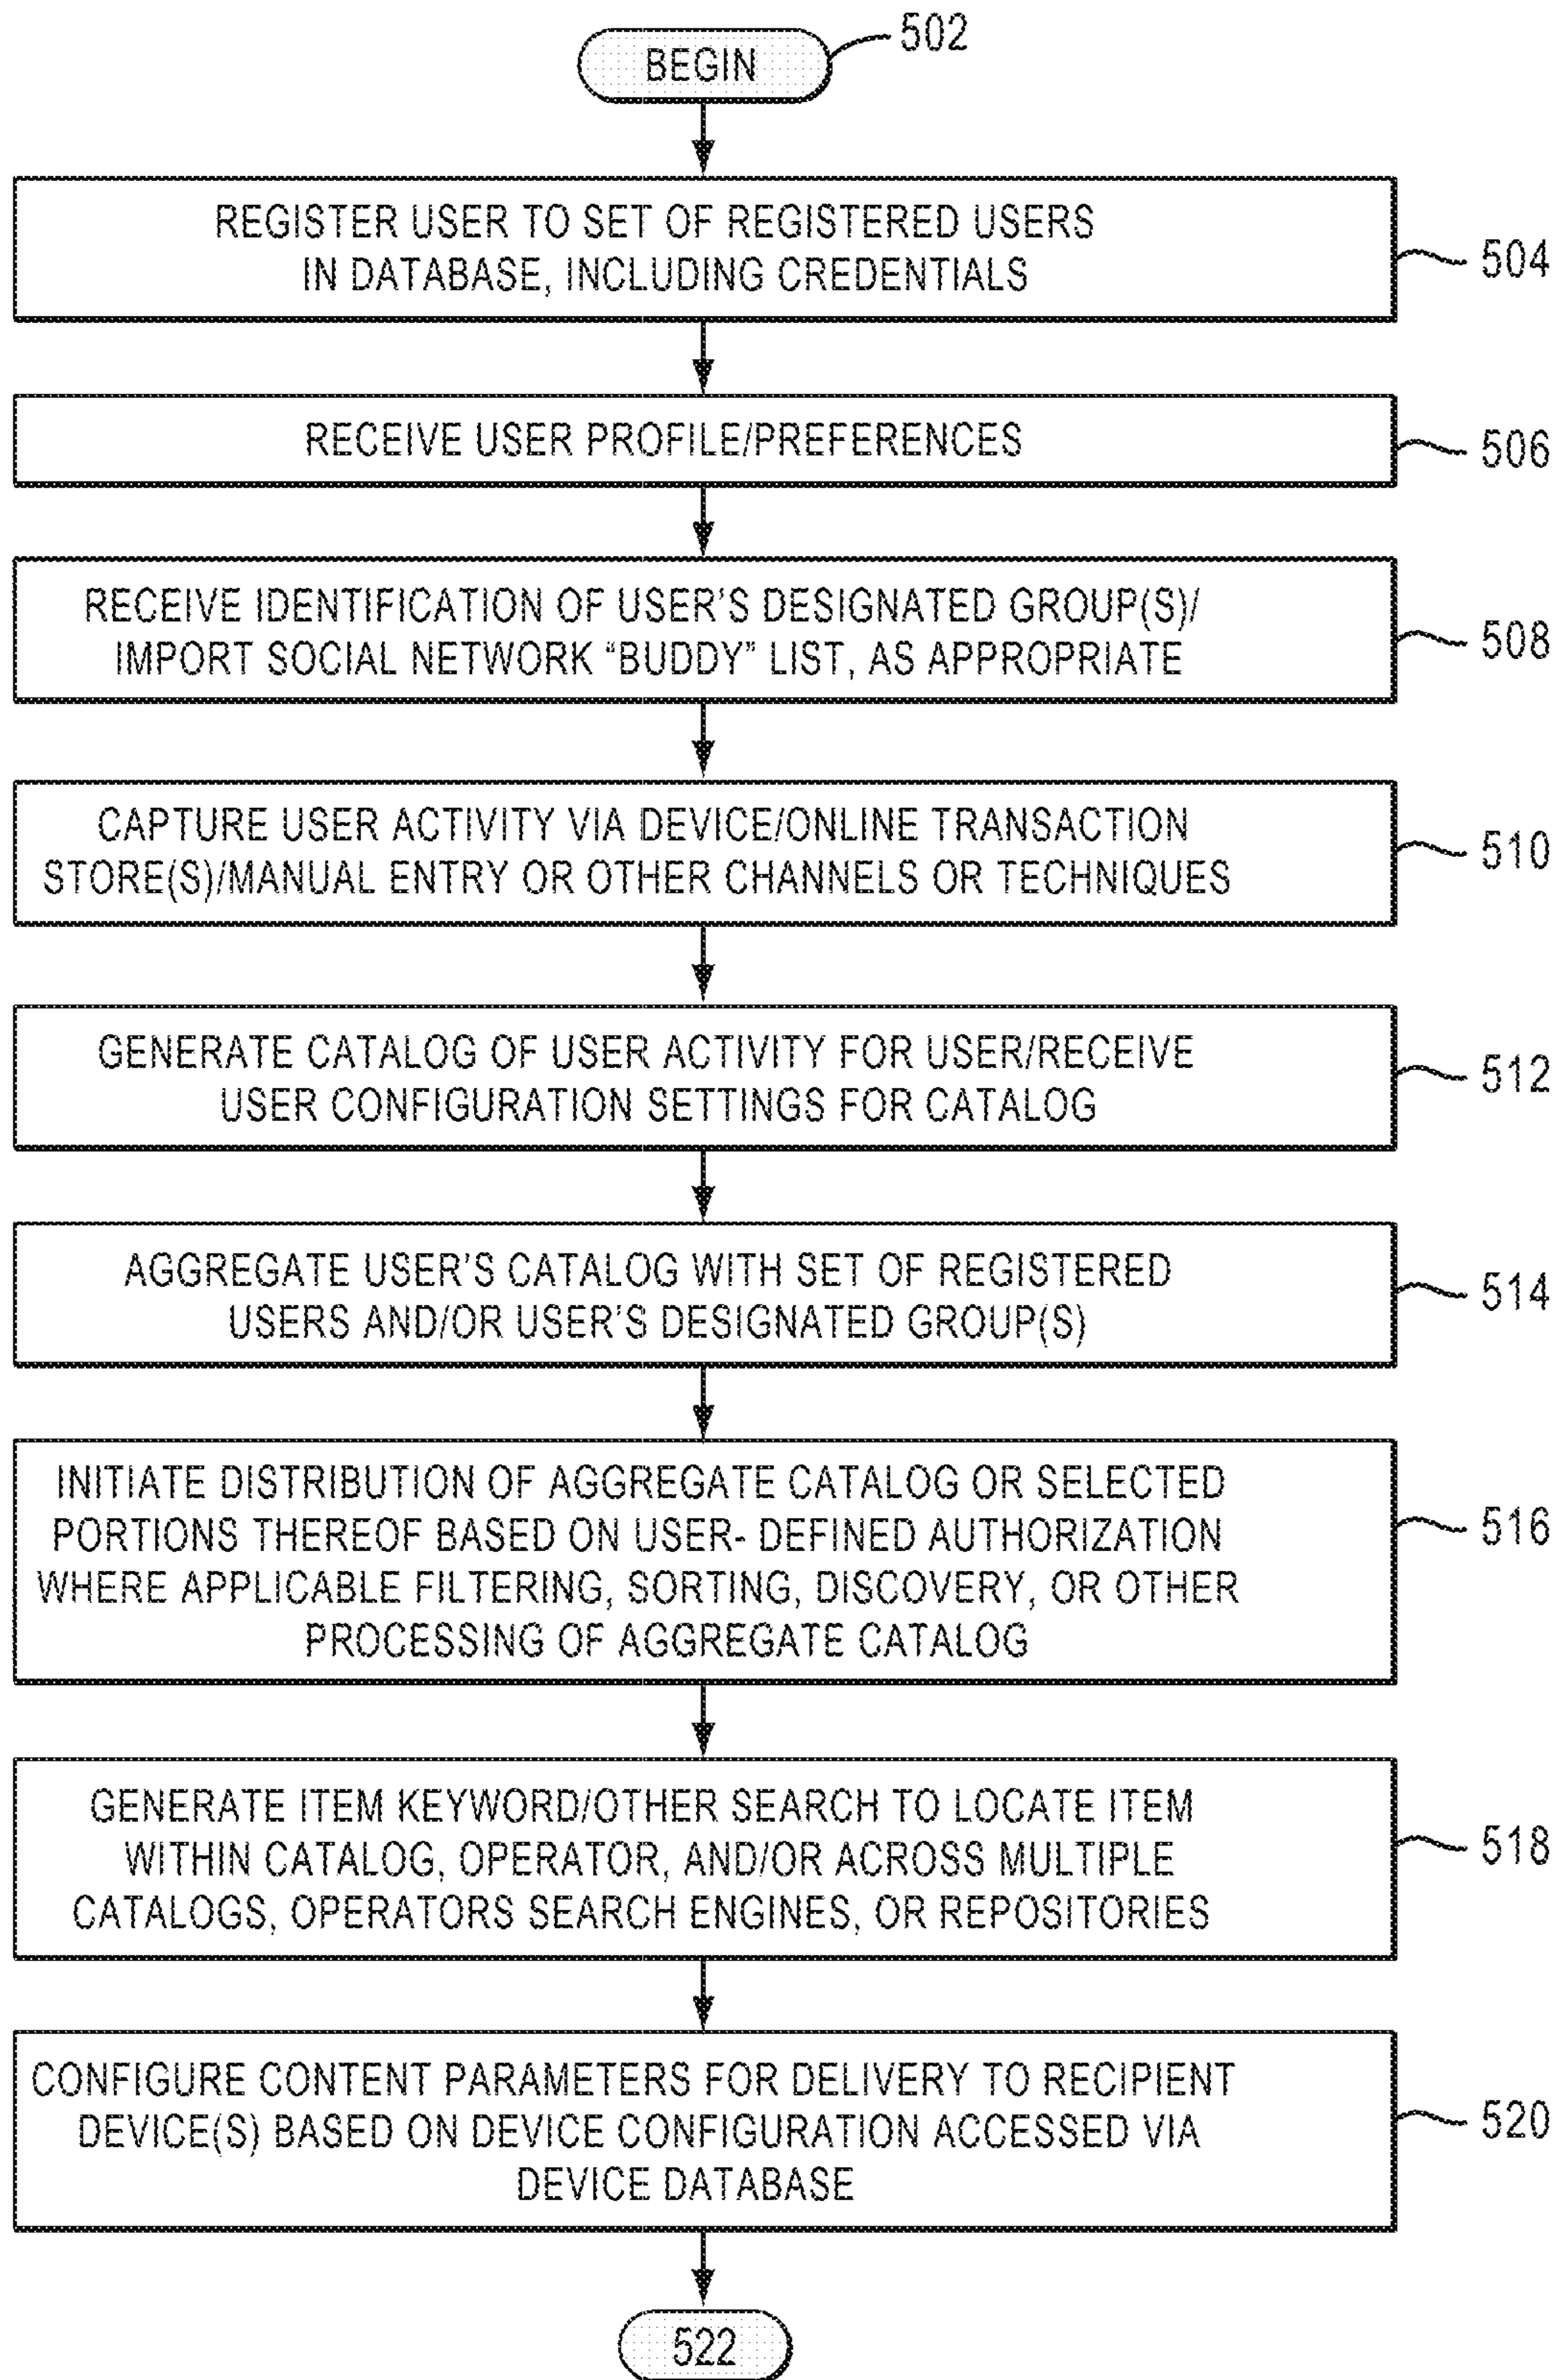 BEGIN
502
REGISTER USER TO SET OF REGISTERED USERS
IN DATABASE, INCLUDING CREDENTIALS
504
RECEIVE USER PROFILE/PREFERENCES
506
RECEIVE IDENTIFICATION OF USER'S DESIGNATED GROUP(S)/
IMPORT SOCIAL NETWORK “BUDDY” LIST, AS APPROPRIATE
508
CAPTURE USER ACTIVITY VIA DEVICE/ONLINE TRANSACTION
STORE(S)/MANUAL ENTRY OR OTHER CHANNELS OR TECHNIQUES
510
GENERATE CATALOG OF USER ACTIVITY FOR USER/RECEIVE
USER CONFIGURATION SETTINGS FOR CATALOG
512
AGGREGATE USER'S CATALOG WITH SET OF REGISTERED
USERS AND/OR USER'S DESIGNATED GROUP(S)
514
INITIATE DISTRIBUTION OF AGGREGATE CATALOG OR SELECTED
PORTIONS THEREOF BASED ON USER- DEFINED AUTHORIZATION
WHERE APPLICABLE FILTERING, SORTING, DISCOVERY, OR OTHER
PROCESSING OF AGGREGATE CATALOG
516
GENERATE ITEM KEYWORD/OTHER SEARCH TO LOCATE ITEM
WITHIN CATALOG, OPERATOR, AND/OR ACROSS MULTIPLE
CATALOGS, OPERATORS SEARCH ENGINES, OR REPOSITORIES
518
CONFIGURE CONTENT PARAMETERS FOR DELIVERY TO RECIPIENT
DEVICE(S) BASED ON DEVICE CONFIGURATION ACCESSED VIA
DEVICE DATABASE
520
522